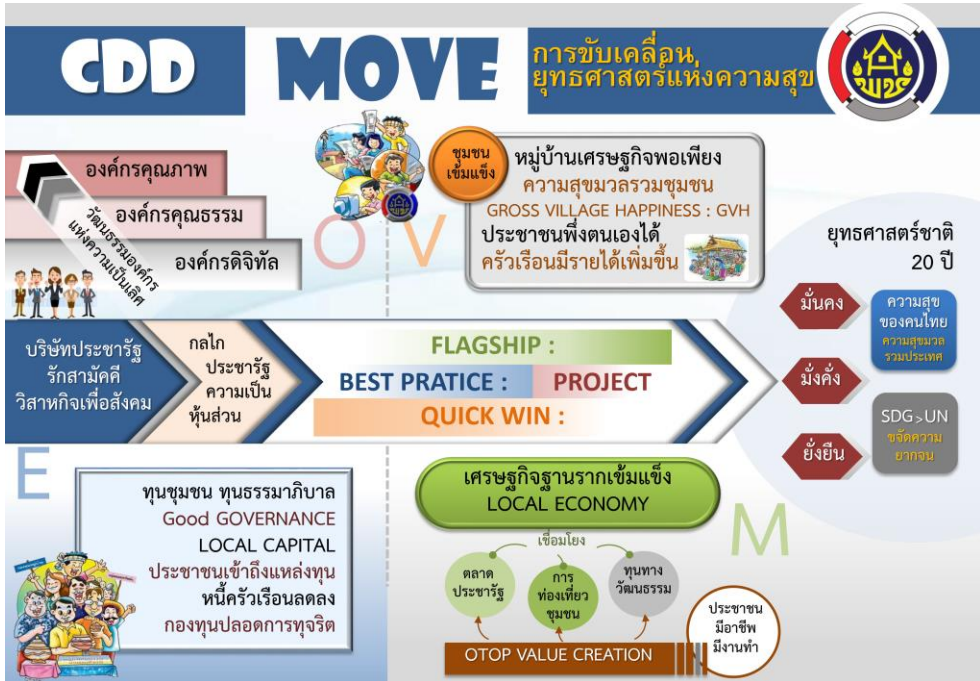 CDD
MOVE
การขับเคลื่อน
ยุทธศาสตร์แห่งความสุข
พช
องค์กรคุณภาพ
องค์กรคุณธรรม
องค์กรดิจิทัล
วัฒนธรรมองค์กร
แห่งความเป็นเลิศ
O
V
ชุมชน
เข้มแข็ง
หมู่บ้านเศรษฐกิจพอเพียง
ความสุขมวลรวมชุมชน
GROSS VILLAGE HAPPINESS : GVH
ประชาชนพึ่งตนเองได้
ครัวเรือนมีรายได้เพิ่มขึ้น
ยุทธศาสตร์ชาติ
20 ปี
มั่นคง
มั่งคั่ง
ยั่งยืน
ความสุข
ของคนไทย
ความสุขมวล
รวมประเทศ
SDGs>UN
ขจัดความ
ยากจน
บริษัทประชารัฐ
รักสามัคคี
วิสาหกิจเพื่อสังคม
กลไก
ประชารัฐ
ความเป็น
หุ้นส่วน
FLAGSHIP :
BEST PRATICE : PROJECT
QUICK WIN :
E
ทุนชุมชน ทุนธรรมาภิบาล
Good GOVERNANCE
LOCAL CAPITAL
ประชาชนเข้าถึงแหล่งทุน
หนี้ครัวเรือนลดลง
กองทุนปลอดการทุจริต
M
เศรษฐกิจฐานรากเข้มแข็ง
LOCAL ECONOMY
เชื่อมโยง
ตลาด
ประชารัฐ
การ
ท่องเที่ยว
ชุมชน
ทุนทาง
วัฒนธรรม
OTOP VALUE CREATION
ประชาชน
มีอาชีพ
มีงานทำ